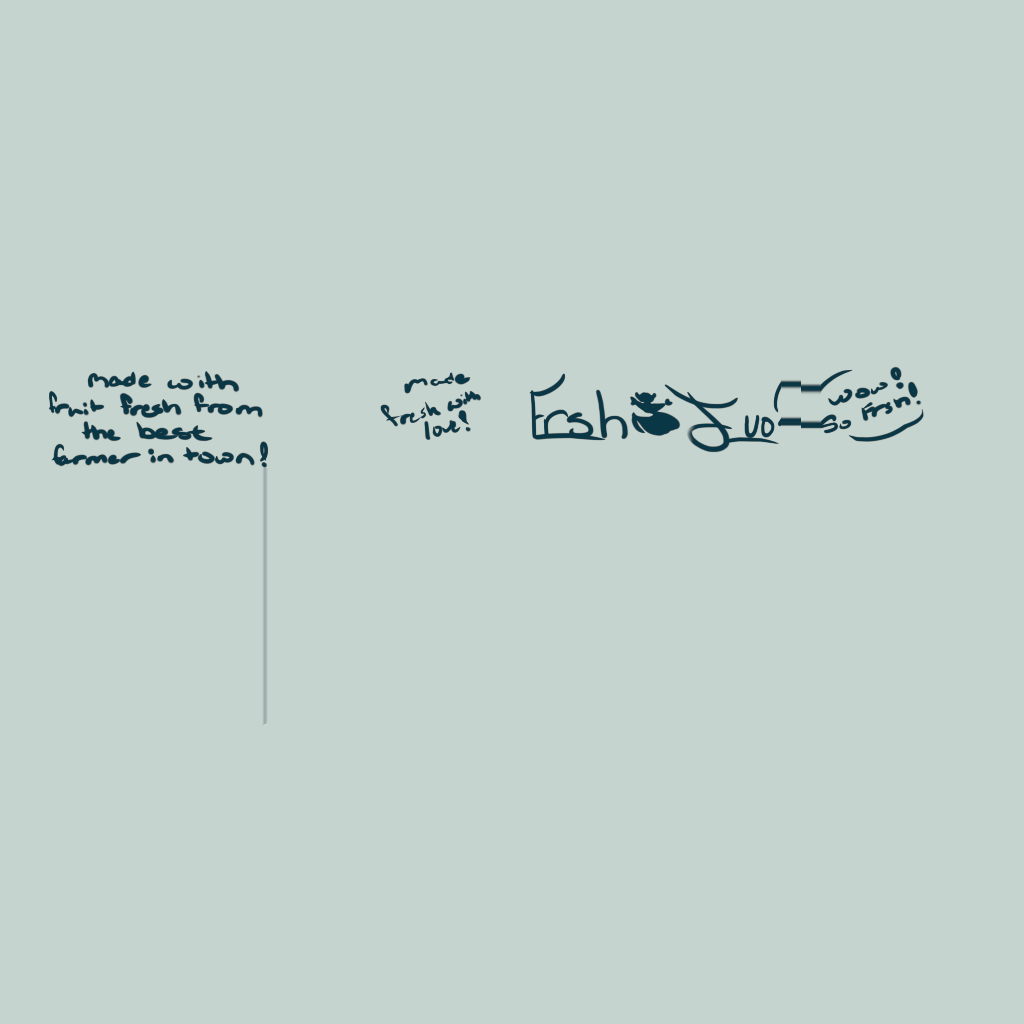 made with
fruit fresh from
the best
farmer in town!
made
fresh with
love!
Frsh Juo
wow!
So Frsh!